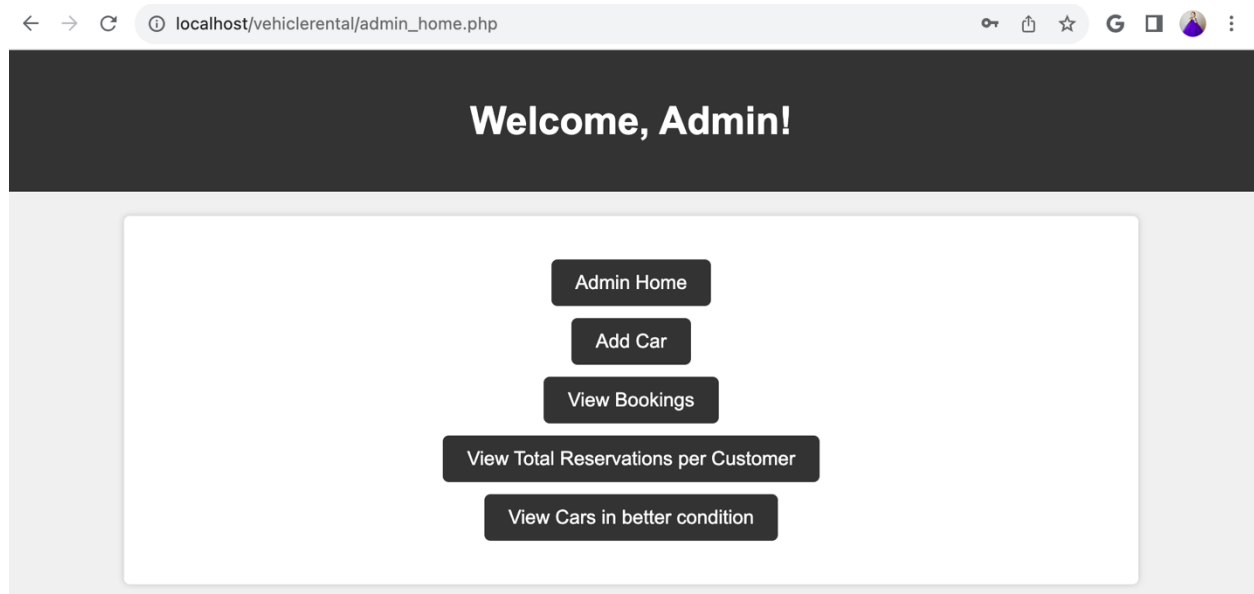 localhost/vehiclerental/admin_home.php
G
Welcome, Admin!
Admin Home
Add Car
View Bookings
View Total Reservations per Customer
View Cars in better condition